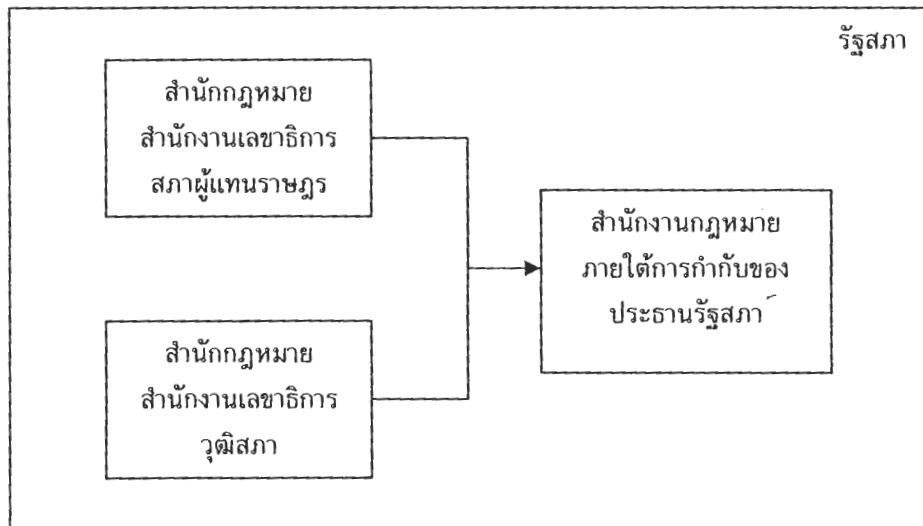 รัฐสภา
สำนักกฎหมาย
สำนักงานเลขาธิการ
สภาผู้แทนราษฎร
สำนักงานกฎหมาย
ภายใต้การกำกับของ
ประธานรัฐสภา
สำนักกฎหมาย
สำนักงานเลขาธิการ
วุฒิสภา